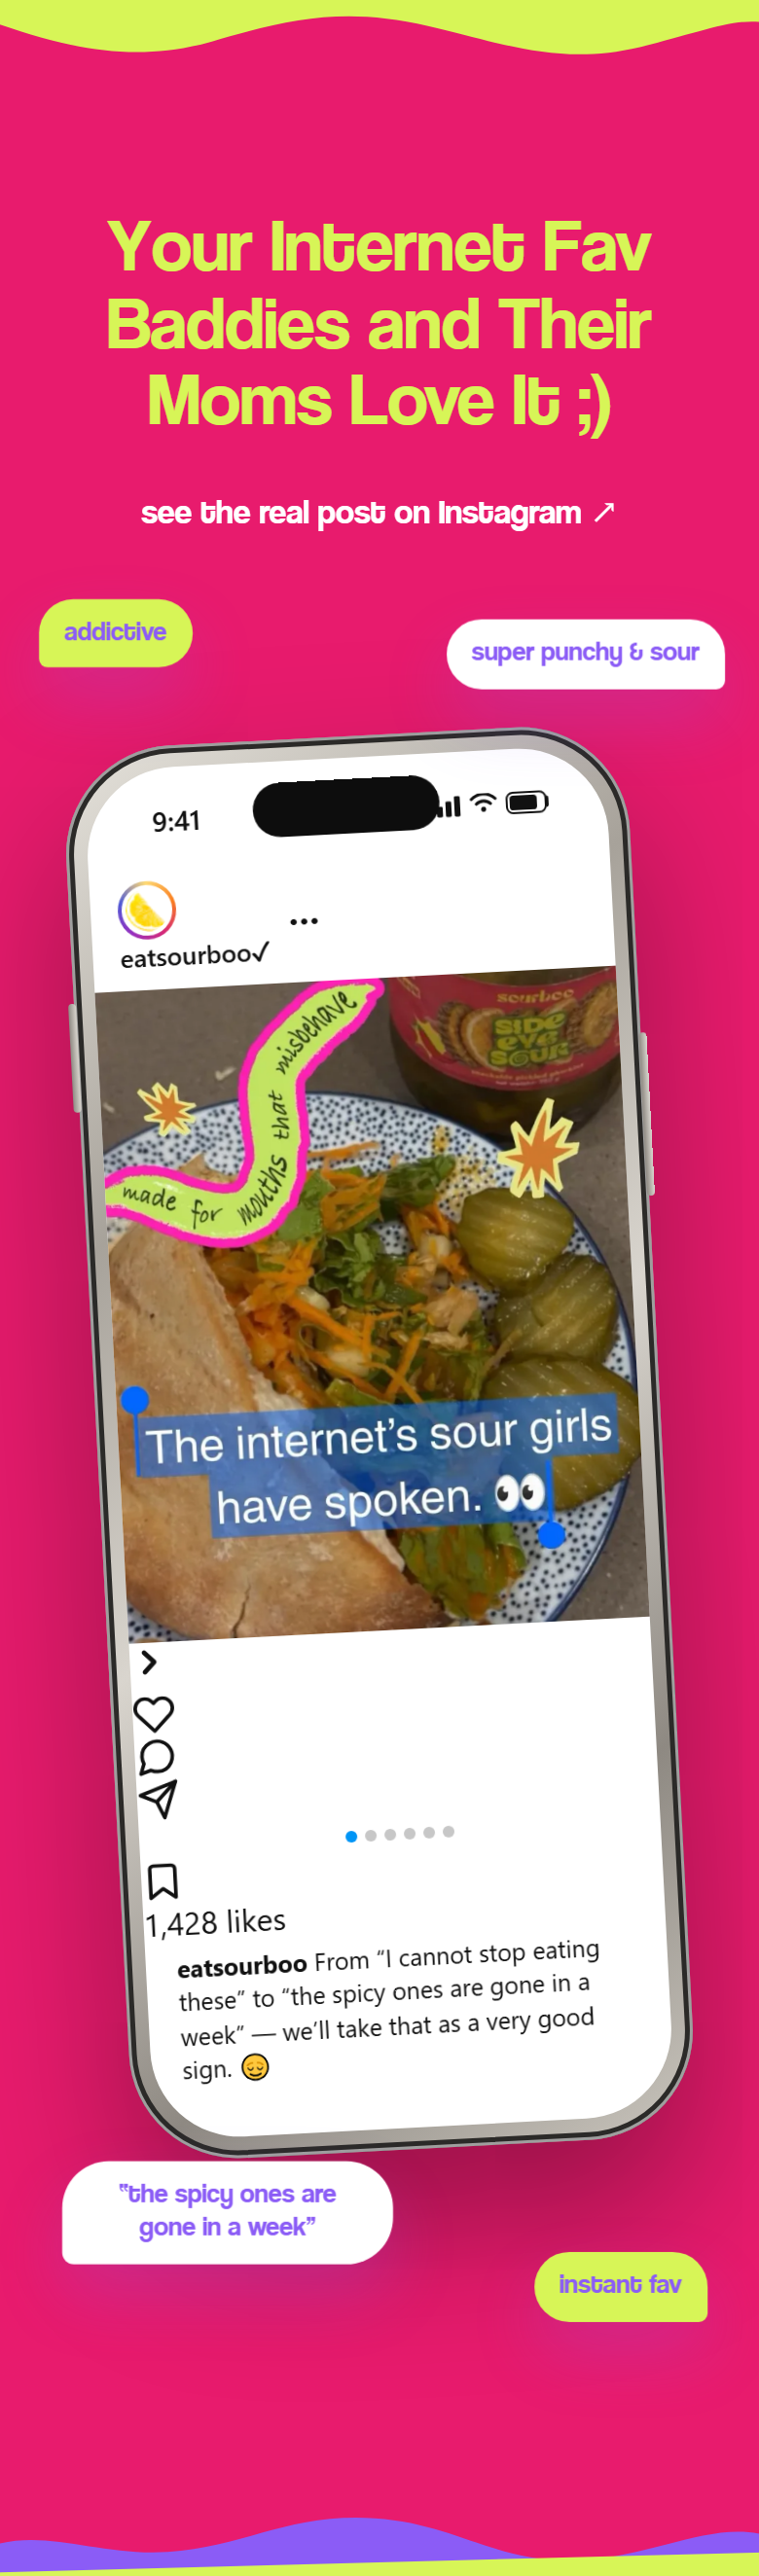 Your Internet Fav
Baddies and Their
Moms Love It ;)
see the real post on Instagram ↗
addictive
super punchy & sour
9:41
•••
eatsourboo✓
sourboo
SIDE
EYE
SOUR
made for mouths that misbehave
The internet’s sour girls
have spoken. 👀
1,428 likes
eatsourboo From “I cannot stop eating
these” to “the spicy ones are gone in a
week” — we’ll take that as a very good
sign. 😌
“the spicy ones are
gone in a week”
instant fav